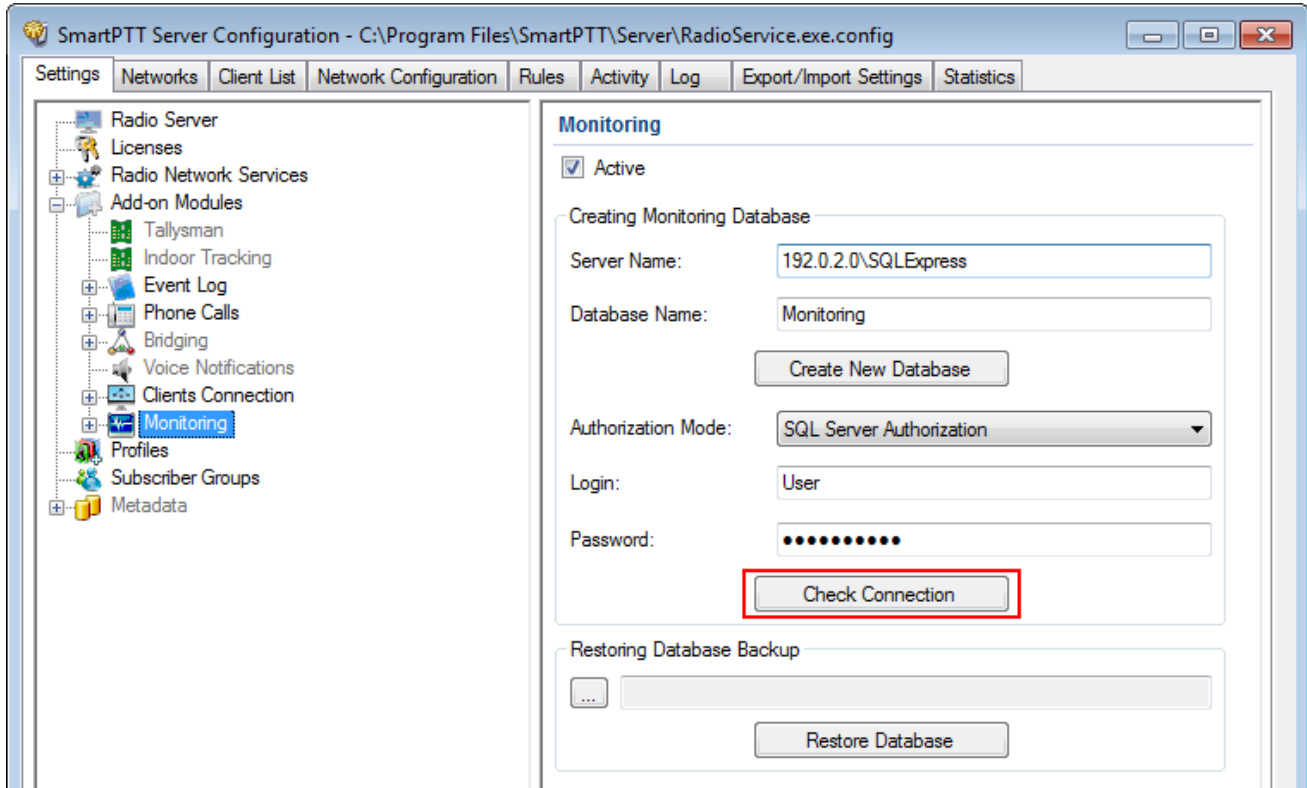 SmartPTT Server Configuration - C:\Program Files\SmartPTT\Server\RadioService.exe.config
Settings Networks Client List Network Configuration Rules Activity Log Export/Import Settings Statistics
Radio Server
Licenses
Radio Network Services
Add-on Modules
Tallysman
Indoor Tracking
Event Log
Phone Calls
Bridging
Voice Notifications
Clients Connection
Monitoring
Profiles
Subscriber Groups
Metadata
Monitoring
Active
Creating Monitoring Database
Server Name: 192.0.2.0\SQLExpress
Database Name: Monitoring
Create New Database
Authorization Mode: SQL Server Authorization
Login: User
Password: ••••••••••
Check Connection
Restoring Database Backup
...
Restore Database